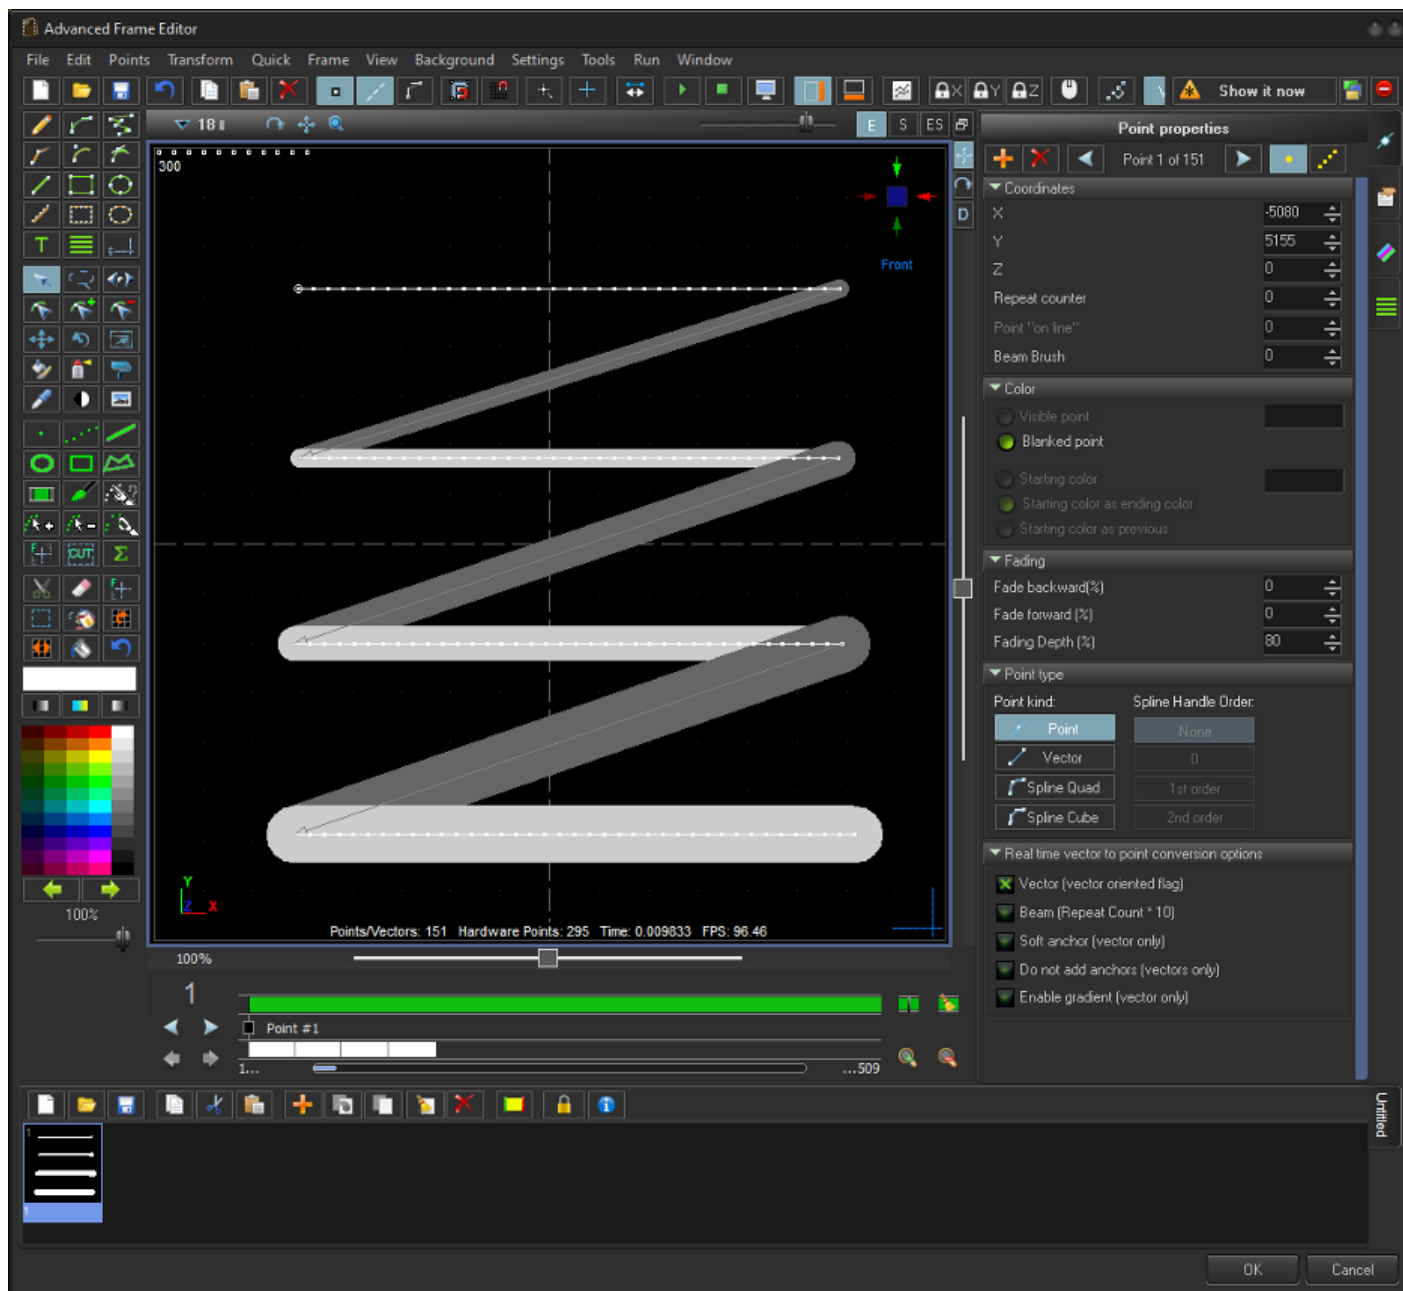 Advanced Frame Editor
File Edit Points Transform Quick Frame View Background Settings Tools Run Window
X Y Z Show it now
18 E S ES
Point properties
Point 1 of 151
300
D
Front
Coordinates
X -5080
Y 5155
Z 0
Repeat counter 0
Point "on line" 0
Beam Brush 0
Color
Visible point
Blanked point
Starting color
Starting color as ending color
Starting color as previous
Fading
Fade backward(%) 0
Fade forward (%) 0
Fading Depth (%) 80
Point type
Point kind: Spline Handle Order:
Point None
Vector 0
Spline Quad 1st order
Spline Cube 2nd order
Real time vector to point conversion options
Vector (vector oriented flag)
Beam (Repeat Count * 10)
Soft anchor (vector only)
Do not add anchors (vectors only)
Enable gradient (vector only)
T
CUT
Σ
100%
Y
Z X
Points/Vectors: 151 Hardware Points: 295 Time: 0.009833 FPS: 96.46
100%
1
Point #1
1... ...509
Untitled
1
1
OK Cancel